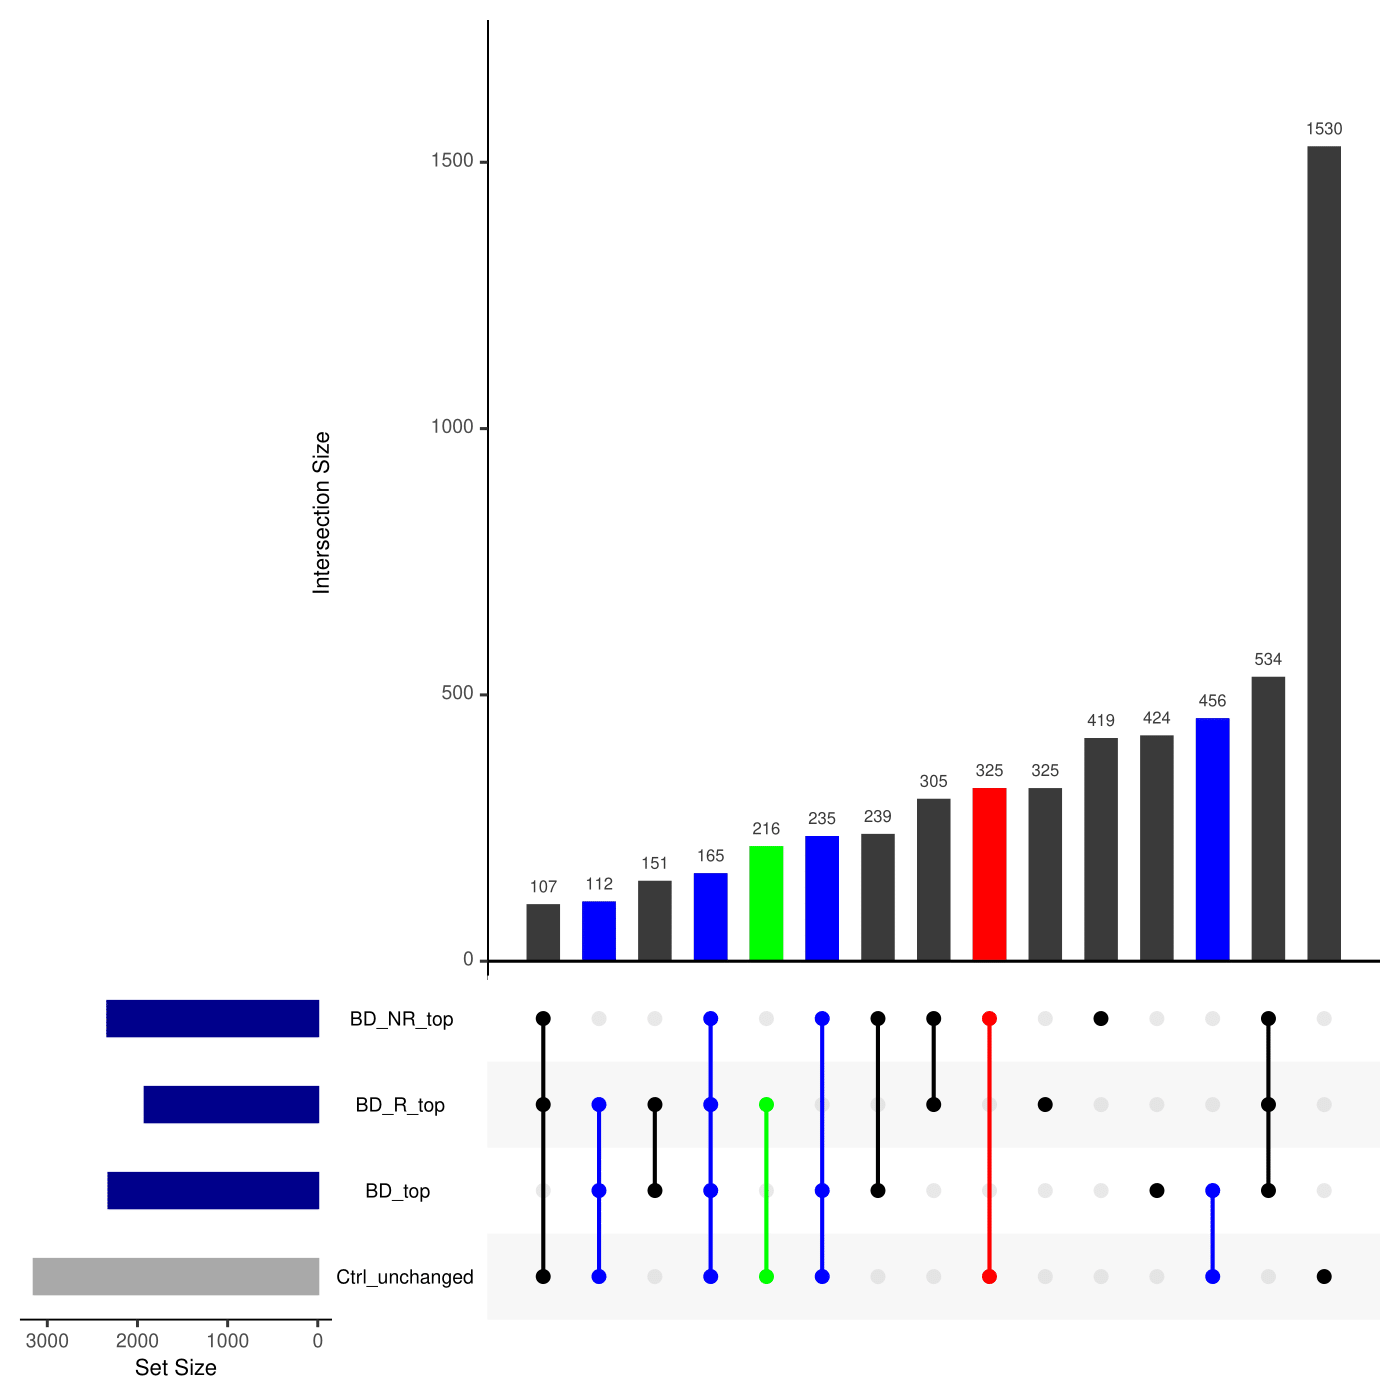 1530
1500
1000
Intersection Size
534
500
456
419
424
305
325
325
216
235
239
165
151
107
112
0
BD_NR_top
BD_R_top
BD_top
Ctrl_unchanged
3000 2000 1000 0
Set Size